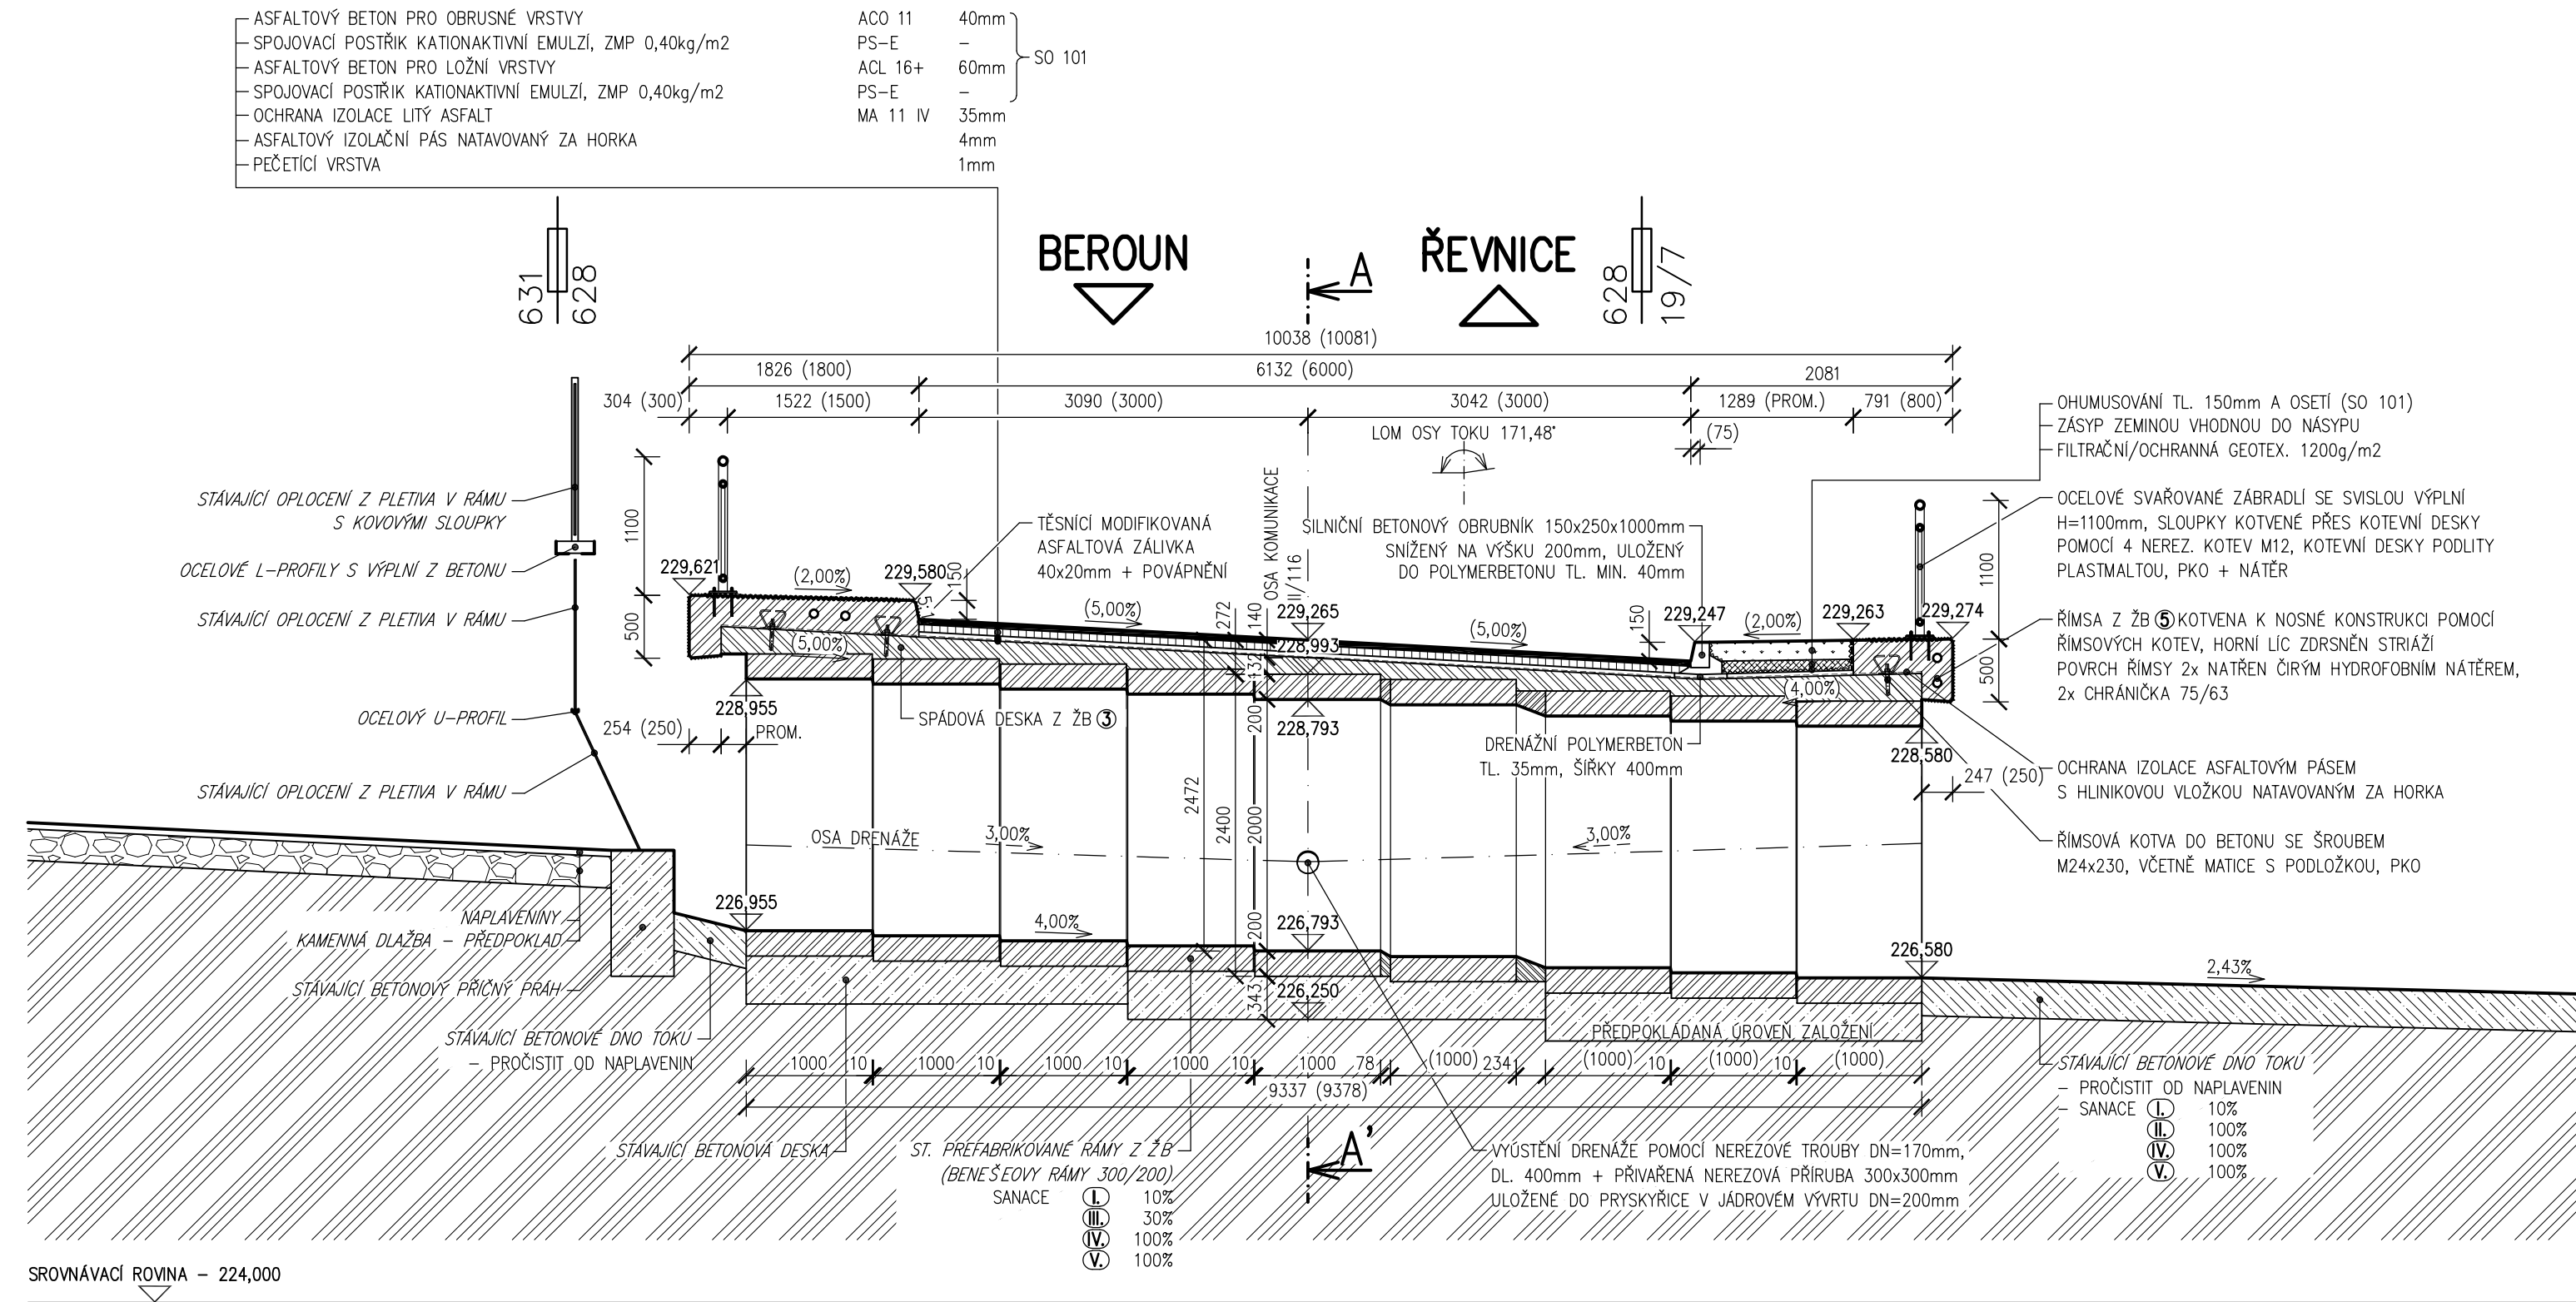 ASFALTOVÝ BETON PRO OBRUSNÉ VRSTVY ACO 11 40mm
SPOJOVACÍ POSTŘIK KATIONAKTIVNÍ EMULZÍ, ZMP 0,40kg/m2 PS-E -
ASFALTOVÝ BETON PRO LOŽNÍ VRSTVY ACL 16+ 60mm
SPOJOVACÍ POSTŘIK KATIONAKTIVNÍ EMULZÍ, ZMP 0,40kg/m2 PS-E -
SO 101
OCHRANA IZOLACE LITÝ ASFALT MA 11 IV 35mm
ASFALTOVÝ IZOLAČNÍ PÁS NATAVOVANÝ ZA HORKA 4mm
PEČETÍCÍ VRSTVA 1mm
631
628
BEROUN
A
ŘEVNICE
628
19/7
10038 (10081)
1826 (1800)
6132 (6000)
2081
304 (300)
1522 (1500)
3090 (3000)
3042 (3000)
1289 (PROM.)
791 (800)
LOM OSY TOKU 171,48°
(75)
OHUMUSOVÁNÍ TL. 150mm A OSETÍ (SO 101)
ZÁSYP ZEMINOU VHODNOU DO NÁSYPU
FILTRAČNÍ/OCHRANNÁ GEOTEX. 1200g/m2
STÁVAJÍCÍ OPLOCENÍ Z PLETIVA V RÁMU
S KOVOVÝMI SLOUPKY
OCELOVÉ L-PROFILY S VÝPLNÍ Z BETONU
STÁVAJÍCÍ OPLOCENÍ Z PLETIVA V RÁMU
OCELOVÝ U-PROFIL
STÁVAJÍCÍ OPLOCENÍ Z PLETIVA V RÁMU
1100
500
TĚSNÍCÍ MODIFIKOVANÁ
ASFALTOVÁ ZÁLIVKA
40x20mm + POVÁPNĚNÍ
OSA KOMUNIKACE
II/116
SILNIČNÍ BETONOVÝ OBRUBNÍK 150x250x1000mm
SNÍŽENÝ NA VÝŠKU 200mm, ULOŽENÝ
DO POLYMERBETONU TL. MIN. 40mm
OCELOVÉ SVAŘOVANÉ ZÁBRADLÍ SE SVISLOU VÝPLNÍ
H=1100mm, SLOUPKY KOTVENÉ PŘES KOTEVNÍ DESKY
POMOCÍ 4 NEREZ. KOTEV M12, KOTEVNÍ DESKY PODLITY
PLASTMALTOU, PKO + NÁTĚR
1100
500
229,621
(2,00%)
229,580
150
5:1
(5,00%)
272
140
229,265
(5,00%)
150
229,247
(2,00%)
229,263
229,274
ŘÍMSA Z ŽB 5 KOTVENA K NOSNÉ KONSTRUKCI POMOCÍ
ŘÍMSOVÝCH KOTEV, HORNÍ LÍC ZDRSNĚN STRIÁŽÍ
POVRCH ŘÍMSY 2x NATŘEN ČIRÝM HYDROFOBNÍM NÁTĚREM,
2x CHRÁNIČKA 75/63
(5,00%)
228,993
132
(4,00%)
228,955
SPÁDOVÁ DESKA Z ŽB 3
200
228,793
254 (250)
PROM.
DRENÁŽNÍ POLYMERBETON
TL. 35mm, ŠÍŘKY 400mm
228,580
247 (250)
OCHRANA IZOLACE ASFALTOVÝM PÁSEM
S HLINIKOVOU VLOŽKOU NATAVOVANÝM ZA HORKA
ŘÍMSOVÁ KOTVA DO BETONU SE ŠROUBEM
M24x230, VČETNĚ MATICE S PODLOŽKOU, PKO
OSA DRENÁŽE
3,00%
2472
2400
2000
3,00%
NAPLAVENINY
KAMENNÁ DLAŽBA - PŘEDPOKLAD
STÁVAJÍCÍ BETONOVÝ PŘÍČNÝ PRÁH
STÁVAJÍCÍ BETONOVÉ DNO TOKU
- PROČISTIT OD NAPLAVENIN
226,955
4,00%
200
226,793
343
226,250
226,580
2,43%
PŘEDPOKLÁDANÁ ÚROVEŇ ZALOŽENÍ
1000 10 1000 10 1000 10 1000 10 1000 78 (1000) 234 (1000) 10 (1000) 10 (1000)
9337 (9378)
STÁVAJÍCÍ BETONOVÉ DNO TOKU
- PROČISTIT OD NAPLAVENIN
- SANACE I. 10%
II. 100%
IV. 100%
V. 100%
STÁVAJÍCÍ BETONOVÁ DESKA
ST. PREFABRIKOVANÉ RÁMY Z ŽB
(BENEŠEOVY RÁMY 300/200)
SANACE I. 10%
III. 30%
IV. 100%
V. 100%
A'
VYÚSTĚNÍ DRENÁŽE POMOCÍ NEREZOVÉ TROUBY DN=170mm,
DL. 400mm + PŘIVAŘENÁ NEREZOVÁ PŘÍRUBA 300x300mm
ULOŽENÉ DO PRYSKYŘICE V JÁDROVÉM VÝVRTU DN=200mm
SROVNÁVACÍ ROVINA - 224,000